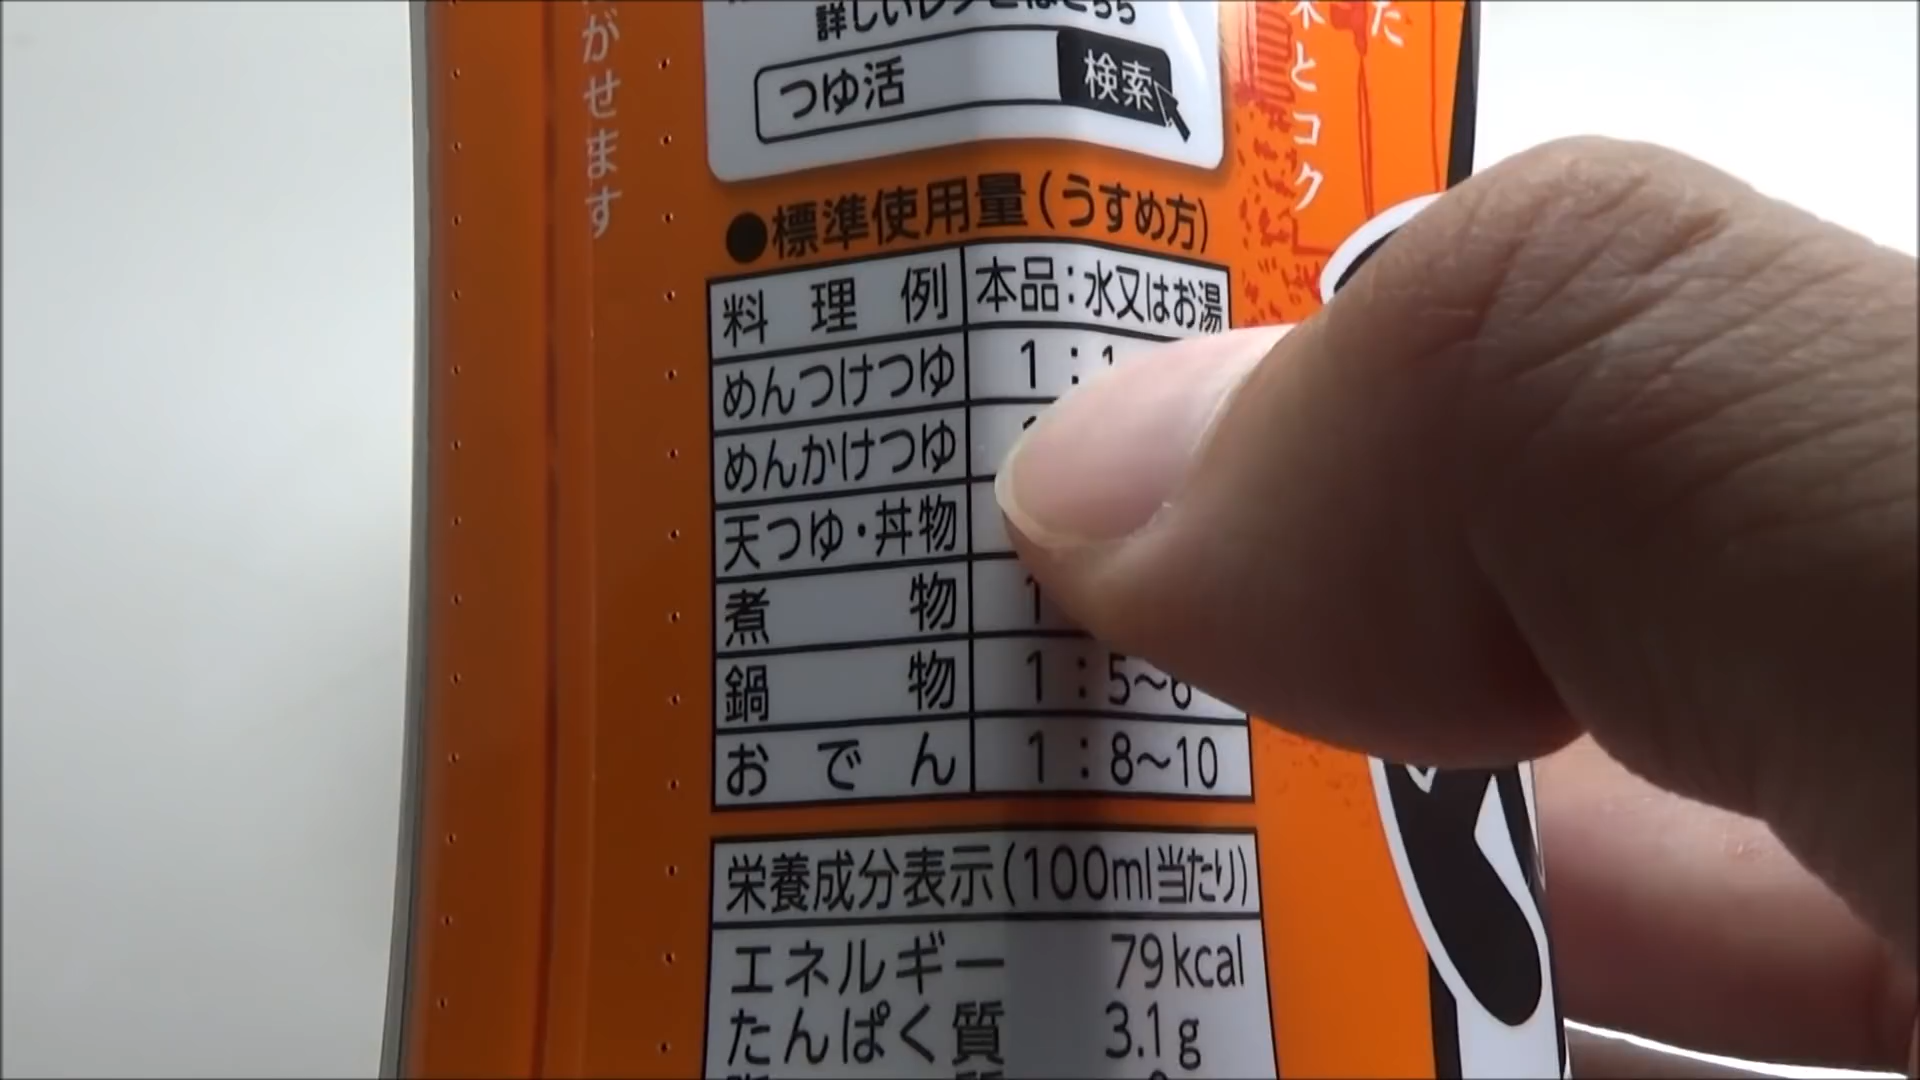 がせます
詳しいレシピはこちら
つゆ活 検索
た
味とコク
●標準使用量(うすめ方)
料理例 本品:水又はお湯
めんつけつゆ 1:1
めんかけつゆ
天つゆ・丼物
煮物 1
鍋物 1:5~6
おでん 1:8~10
栄養成分表示(100ml当たり)
エネルギー 79kcal
たんぱく質 3.1g